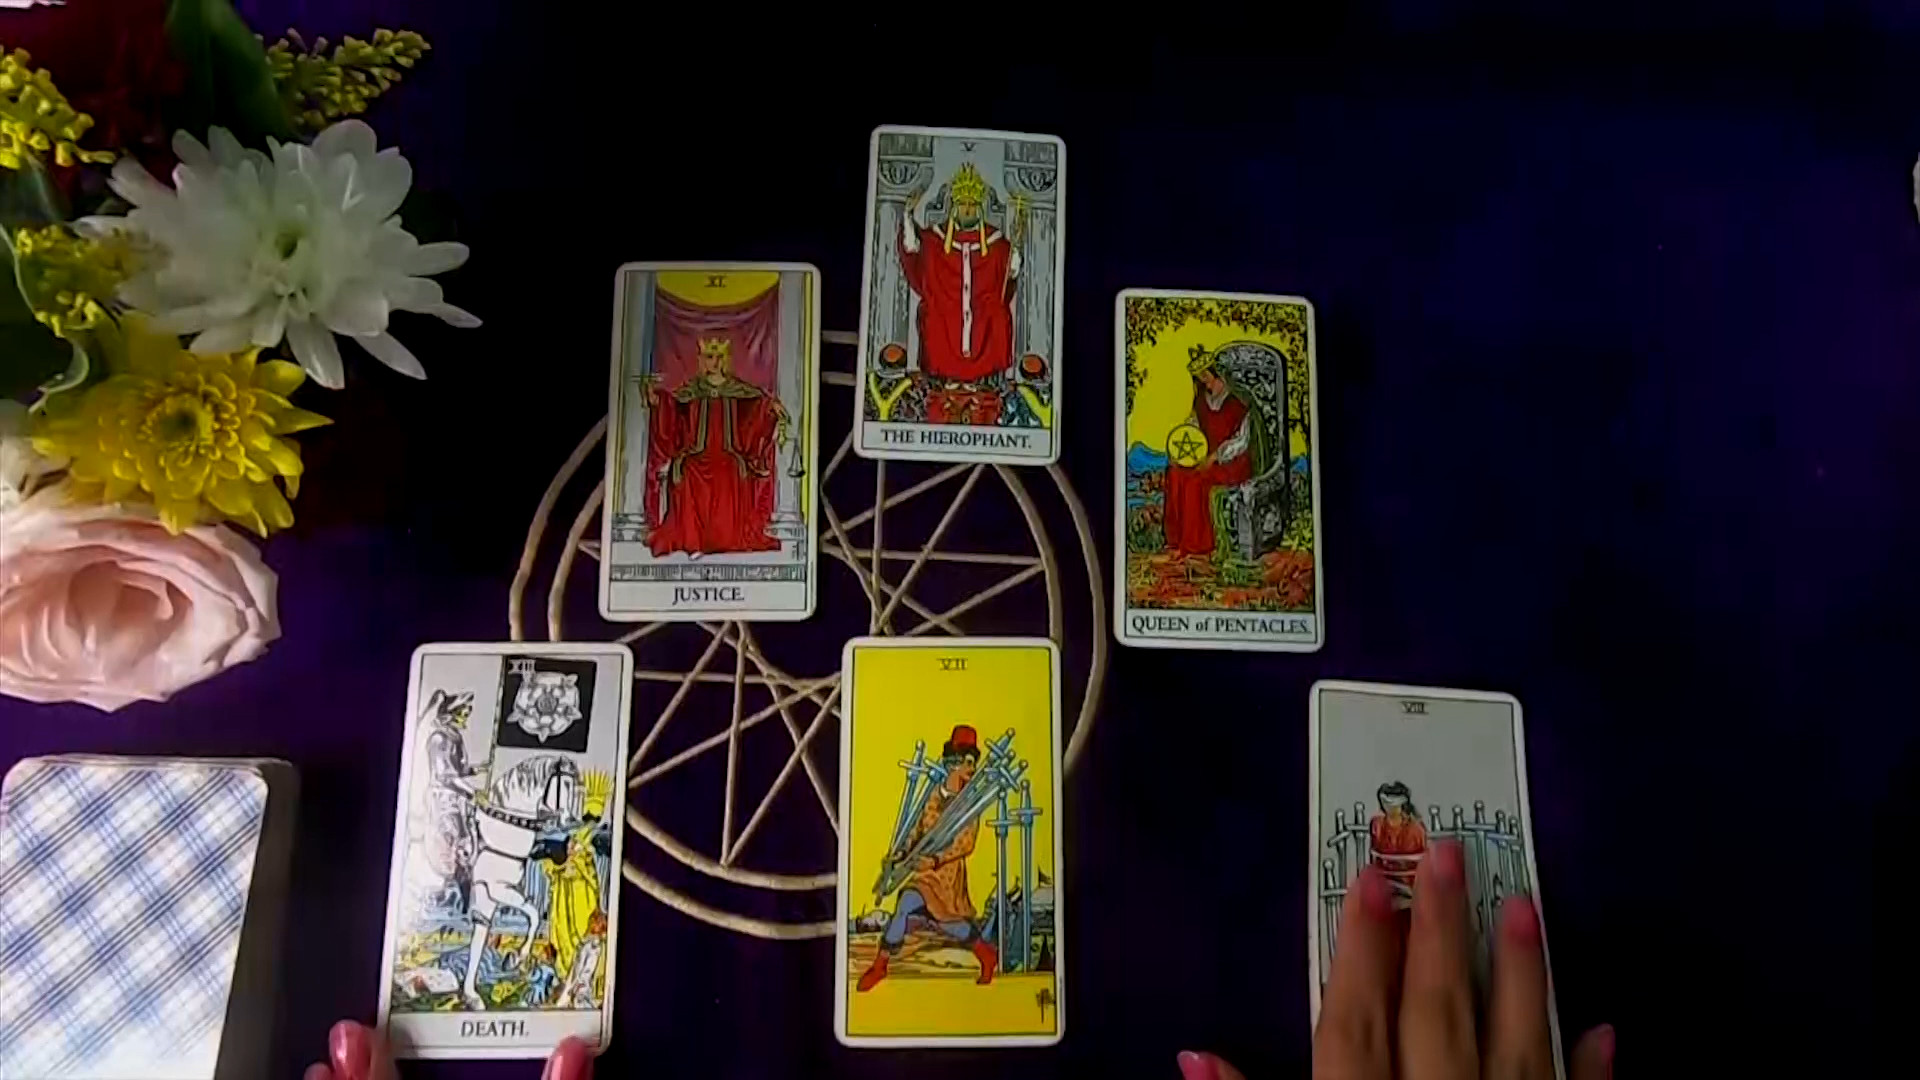 V
THE HIEROPHANT.
XI
JUSTICE.
QUEEN of PENTACLES.
XIII
DEATH.
VII
VIII